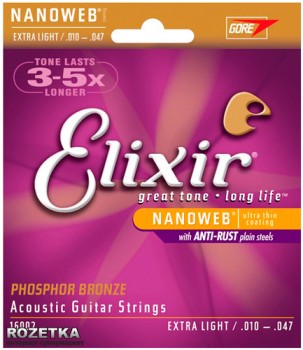 NANOWEB®
EXTRA LIGHT / .010 – .047
GORE
TONE LASTS
3-5x
LONGER
Elixir
great tone • long life™
NANOWEB®
ultra thin
coating
with ANTI-RUST plain steels
PHOSPHOR BRONZE
Acoustic Guitar Strings
16002
EXTRA LIGHT / .010 – .047
ROZETKA